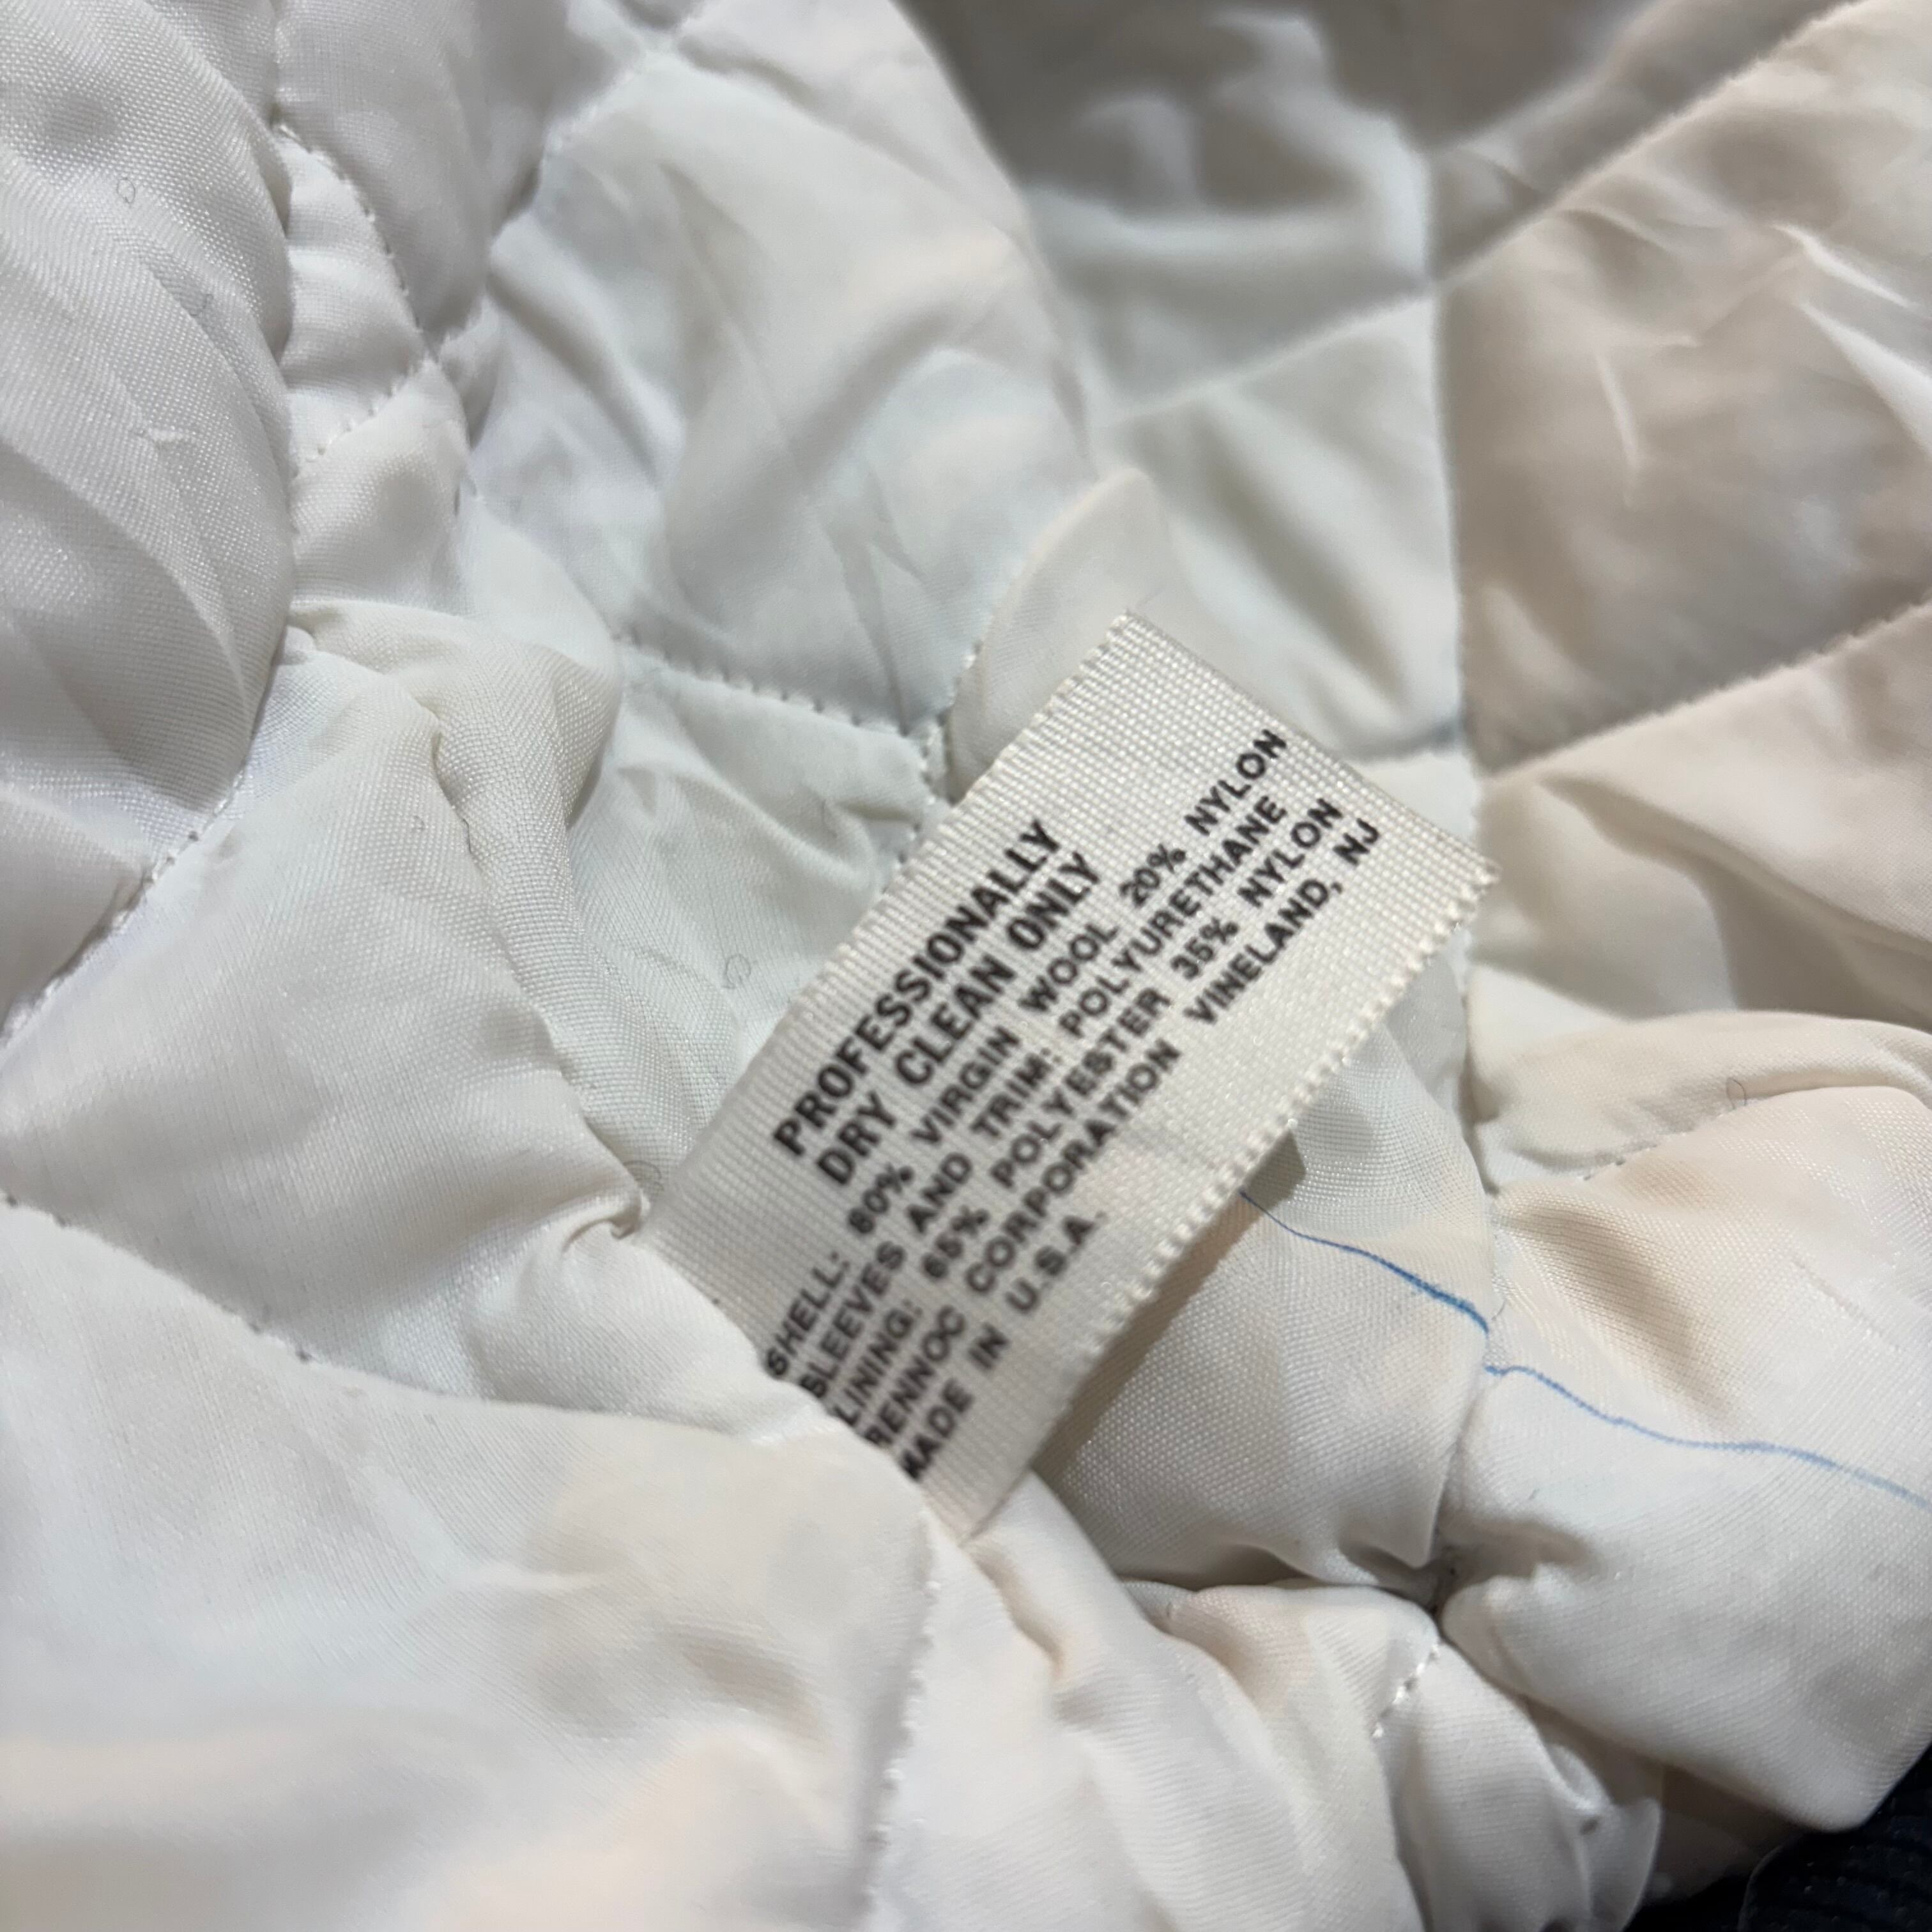 PROFESSIONALLY
DRY CLEAN ONLY
SHELL: 80% VIRGIN WOOL 20% NYLON
SLEEVES AND TRIM: POLYURETHANE
LINING: 65% POLYESTER 35% NYLON
RENNOC CORPORATION VINELAND, NJ
MADE IN U.S.A.